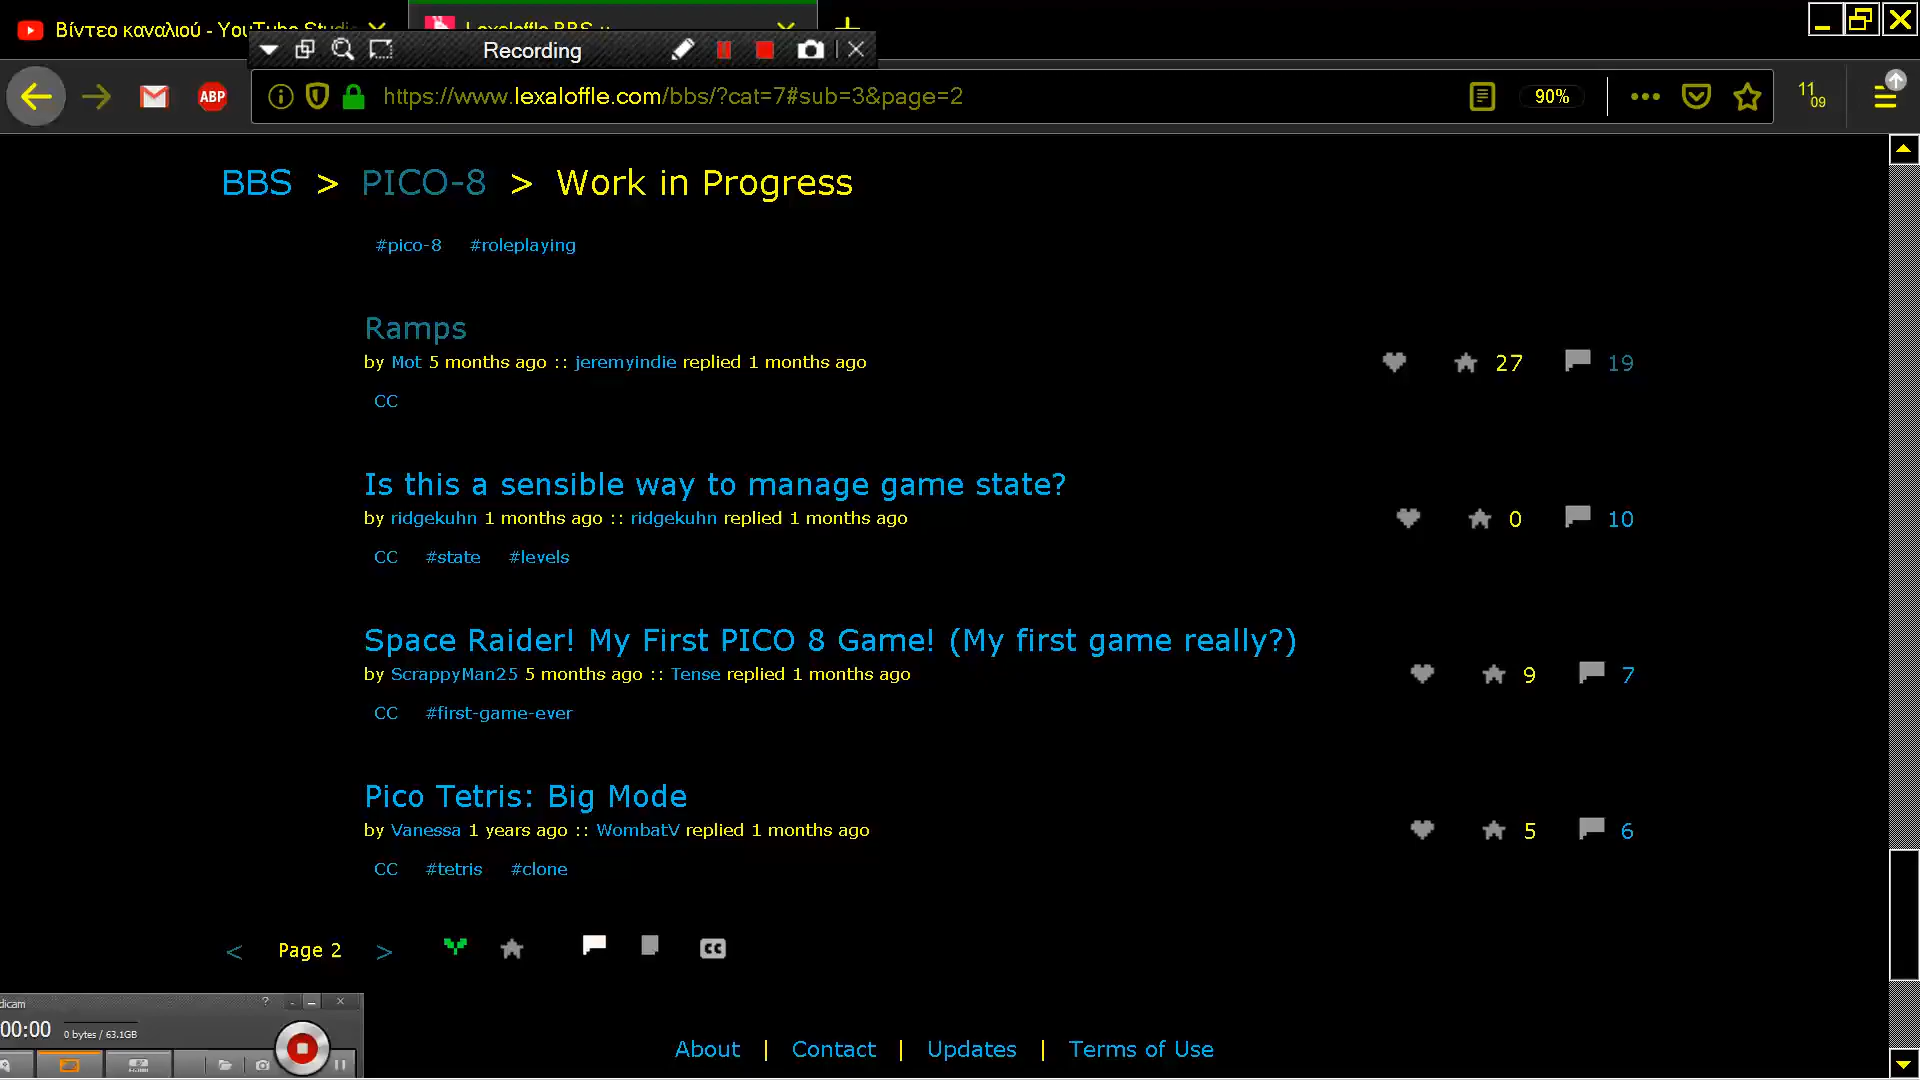 Βίντεο καναλιού - YouTube Studio
Lexaloffle BBS ::
Recording
ABP
https://www.lexaloffle.com/bbs/?cat=7#sub=3&page=2
90%
11
09
BBS > PICO-8 > Work in Progress
#pico-8 #roleplaying
Ramps
by Mot 5 months ago :: jeremyindie replied 1 months ago
27 19
CC
Is this a sensible way to manage game state?
by ridgekuhn 1 months ago :: ridgekuhn replied 1 months ago
0 10
CC #state #levels
Space Raider! My First PICO 8 Game! (My first game really?)
by ScrappyMan25 5 months ago :: Tense replied 1 months ago
9 7
CC #first-game-ever
Pico Tetris: Big Mode
by Vanessa 1 years ago :: WombatV replied 1 months ago
5 6
CC #tetris #clone
< Page 2 >
CC
dicam
00:00
0 bytes / 63.1GB
About | Contact | Updates | Terms of Use